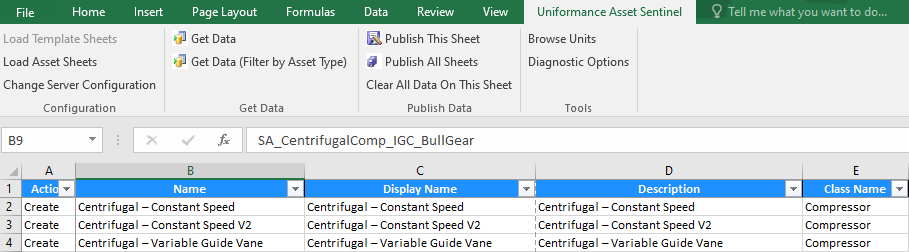 File Home Insert Page Layout Formulas Data Review View Uniformance Asset Sentinel Tell me what you want to do...
Load Template Sheets Get Data Publish This Sheet Browse Units
Load Asset Sheets Get Data (Filter by Asset Type) Publish All Sheets Diagnostic Options
Change Server Configuration Clear All Data On This Sheet
Configuration Get Data Publish Data Tools
B9 fx SA_CentrifugalComp_IGC_BullGear
A B C D E
1 Actio Name Display Name Description Class Name
2 Create Centrifugal – Constant Speed Centrifugal – Constant Speed Centrifugal – Constant Speed Compressor
3 Create Centrifugal – Constant Speed V2 Centrifugal – Constant Speed V2 Centrifugal – Constant Speed V2 Compressor
4 Create Centrifugal – Variable Guide Vane Centrifugal – Variable Guide Vane Centrifugal – Variable Guide Vane Compressor